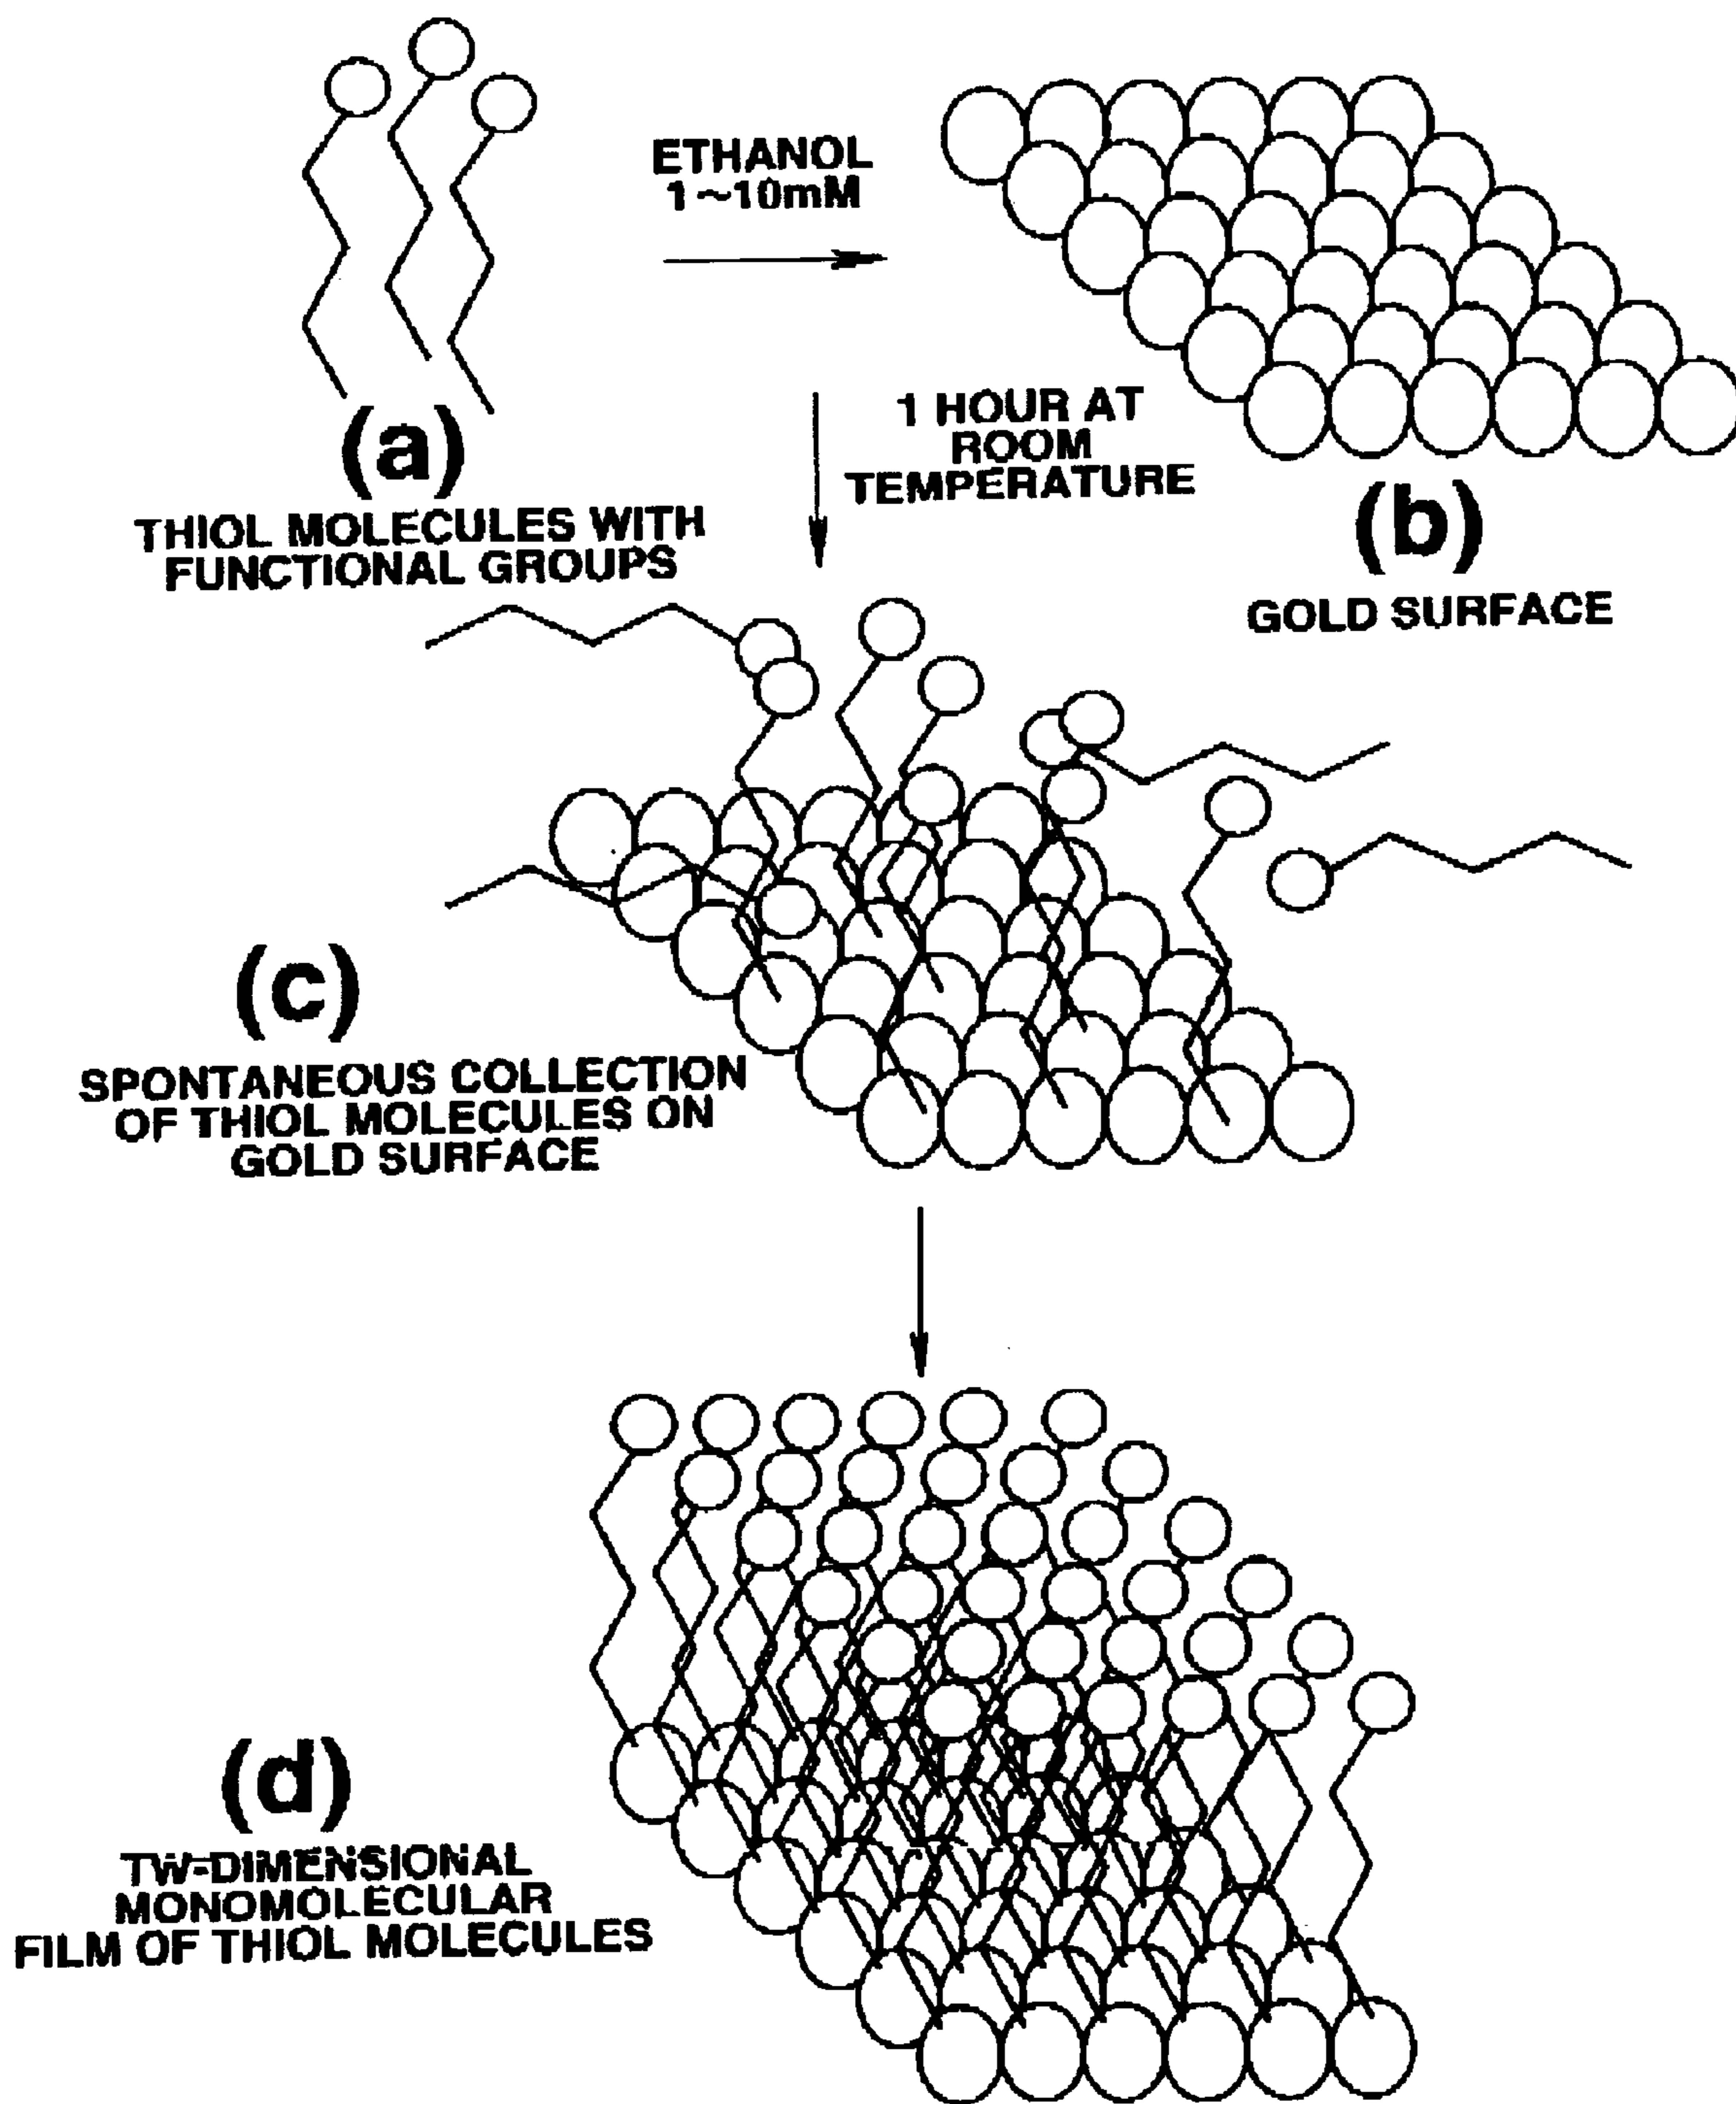 ETHANOL
1~10mM
(a)
THIOL MOLECULES WITH
FUNCTIONAL GROUPS
1 HOUR AT
ROOM
TEMPERATURE
(b)
GOLD SURFACE
(c)
SPONTANEOUS COLLECTION
OF THIOL MOLECULES ON
GOLD SURFACE
(d)
TW-DIMENSIONAL
MONOMOLECULAR
FILM OF THIOL MOLECULES